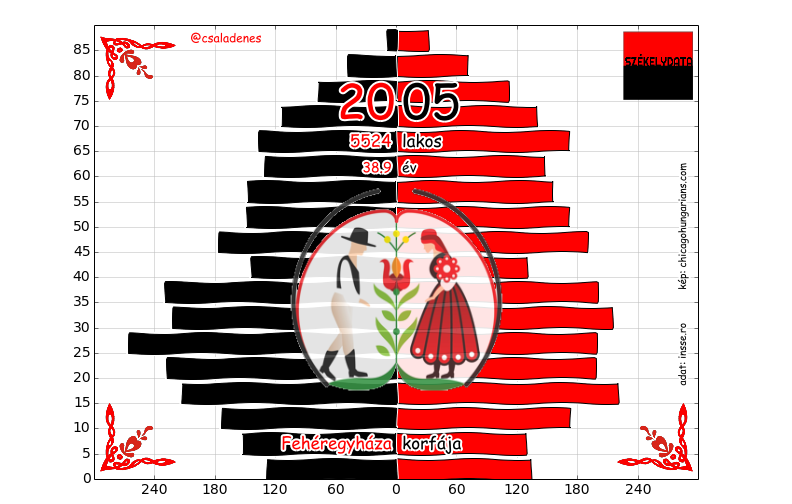 @csaladenes
SZÉKELYDATA
2005
5524 lakos
38.9 év
kép: chicagohungarians.com
adat: insse.ro
Fehéregyháza korfája
85
80
75
70
65
60
55
50
45
40
35
30
25
20
15
10
5
0
240 180 120 60 0 60 120 180 240